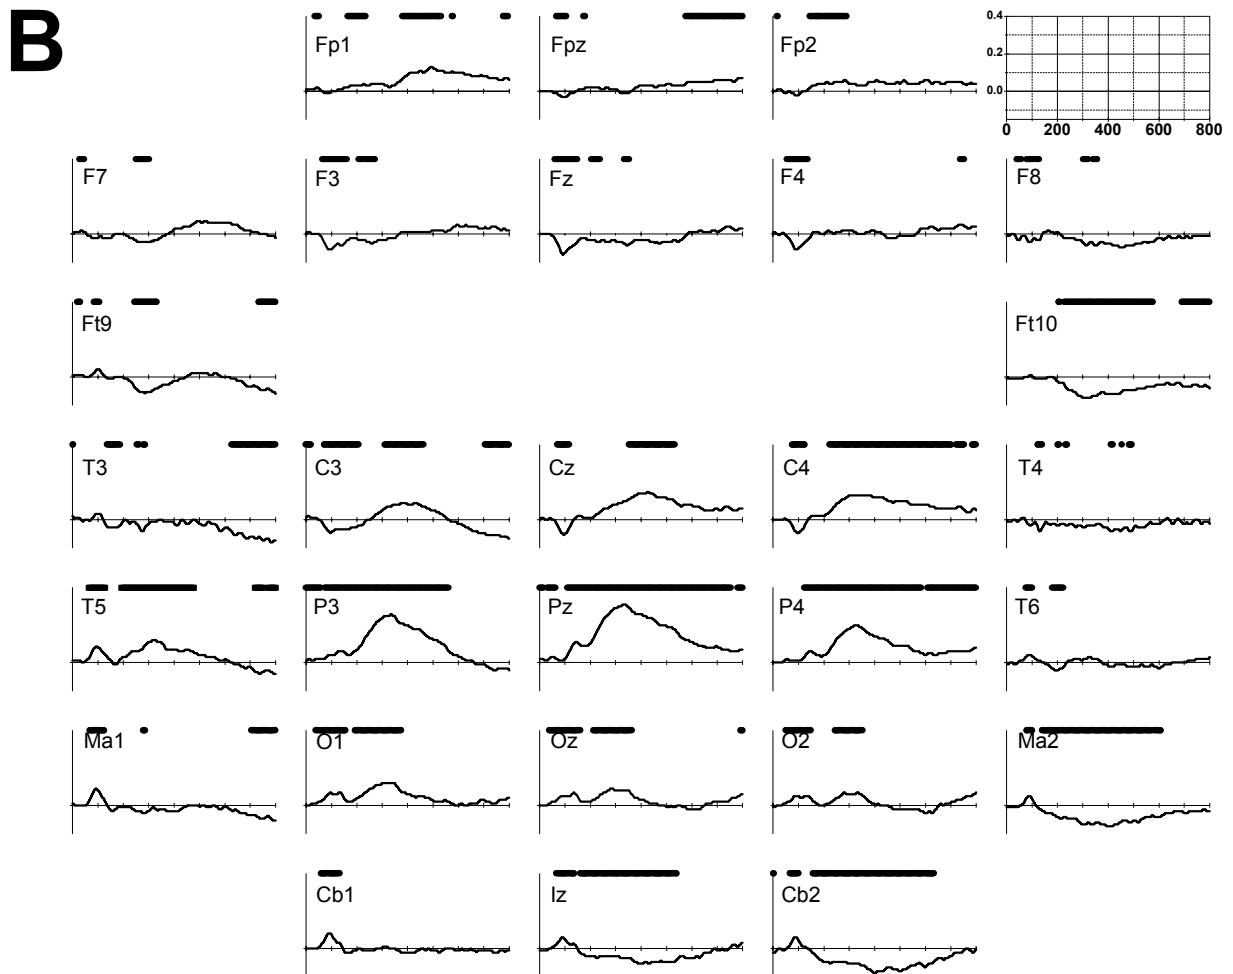 B
Fp1 Fpz Fp2
0.4
0.2
0.0
0 200 400 600 800
F7 F3 Fz F4 F8
Ft9 Ft10
T3 C3 Cz C4 T4
T5 P3 Pz P4 T6
Ma1 O1 Oz O2 Ma2
Cb1 Iz Cb2